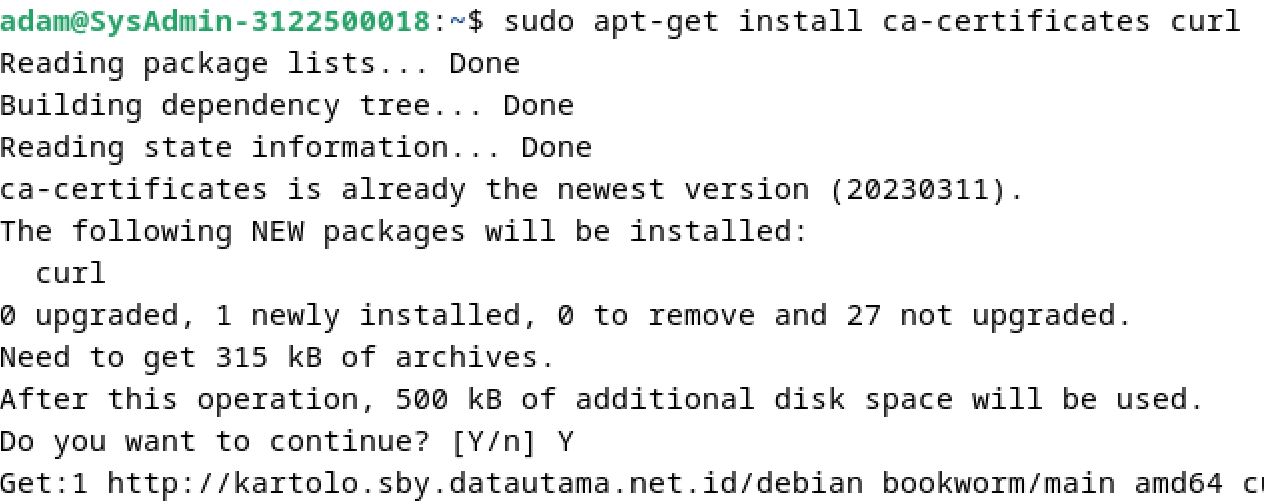 adam@SysAdmin-3122500018:~$ sudo apt-get install ca-certificates curl
Reading package lists... Done
Building dependency tree... Done
Reading state information... Done
ca-certificates is already the newest version (20230311).
The following NEW packages will be installed:
  curl
0 upgraded, 1 newly installed, 0 to remove and 27 not upgraded.
Need to get 315 kB of archives.
After this operation, 500 kB of additional disk space will be used.
Do you want to continue? [Y/n] Y
Get:1 http://kartolo.sby.datautama.net.id/debian bookworm/main amd64